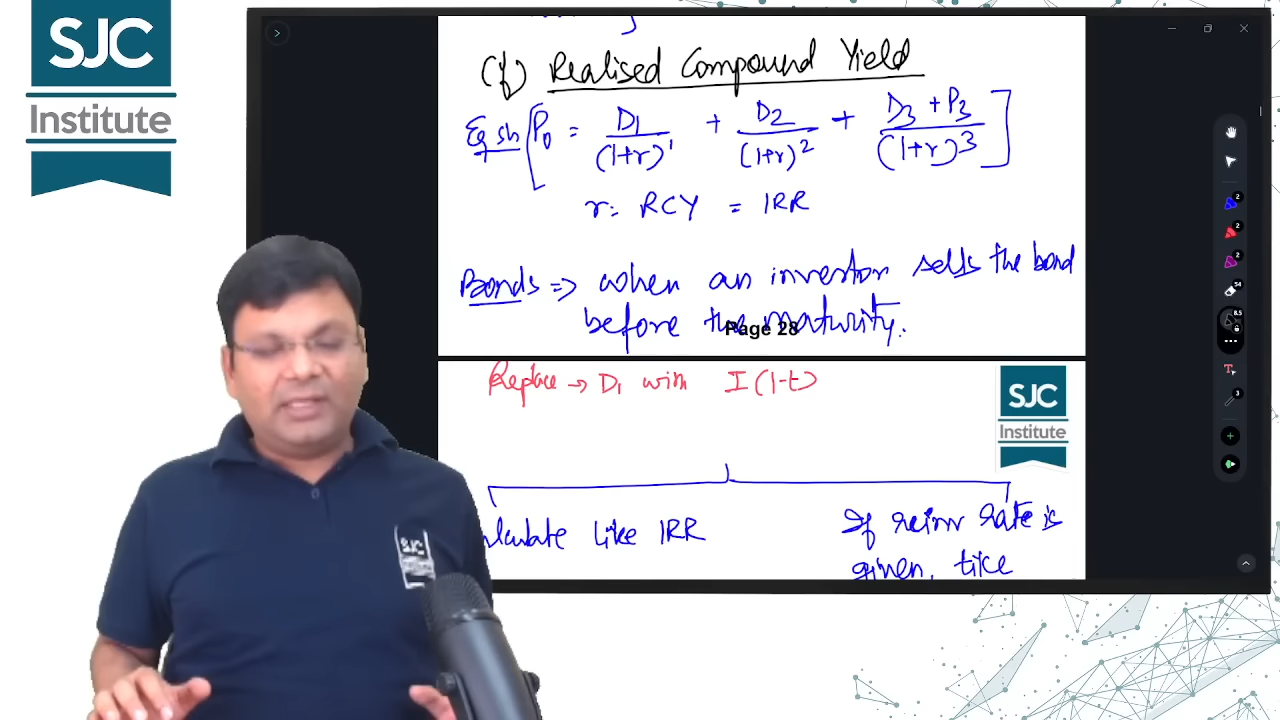 SJC
Institute
(f) Realised Compound Yield
Eq sh [P0 = D1/(1+r)^1 + D2/(1+r)^2 + D3 + P3/(1+r)^3]
r = RCY = IRR
Bonds => when an investor sells the bond
before the maturity.
Page 28
Replace → D1 with I(1-t)
SJC
Institute
lculate like IRR
If reinv rate is
given, like
SJC